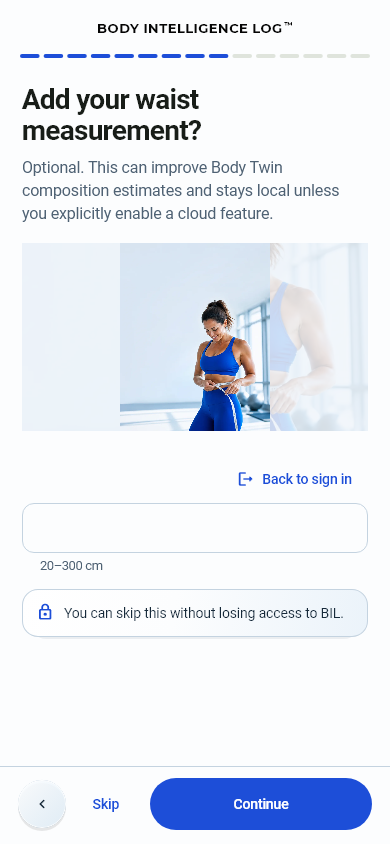 BODY INTELLIGENCE LOG™
Add your waist
measurement?
Optional. This can improve Body Twin
composition estimates and stays local unless
you explicitly enable a cloud feature.
Back to sign in
20–300 cm
You can skip this without losing access to BIL.
Skip
Continue